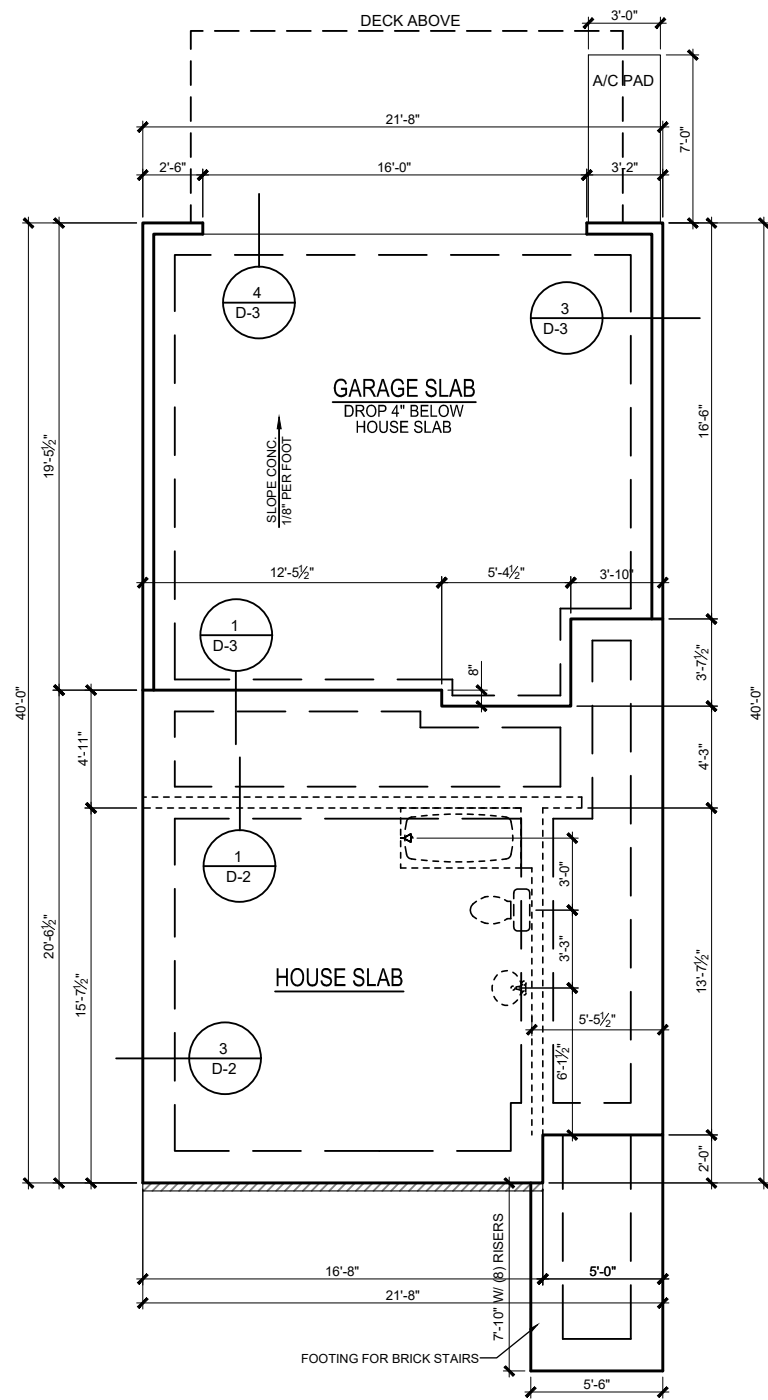 DECK ABOVE
3'-0"
A/C PAD
21'-8"
7'-0"
2'-6"
16'-0"
3'-2"
4
D-3
3
D-3
GARAGE SLAB
DROP 4" BELOW
HOUSE SLAB
SLOPE CONC.
1/8" PER FOOT
19'-5½"
16'-6"
12'-5½"
5'-4½"
3'-10"
1
D-3
8"
3'-7½"
40'-0"
40'-0"
4'-11"
4'-3"
1
D-2
3'-0"
3'-3"
20'-6½"
15'-7½"
HOUSE SLAB
13'-7½"
5'-5½"
6'-1½"
3
D-2
2'-0"
16'-8"
5'-0"
21'-8"
7'-10" W/ (8) RISERS
FOOTING FOR BRICK STAIRS
5'-6"